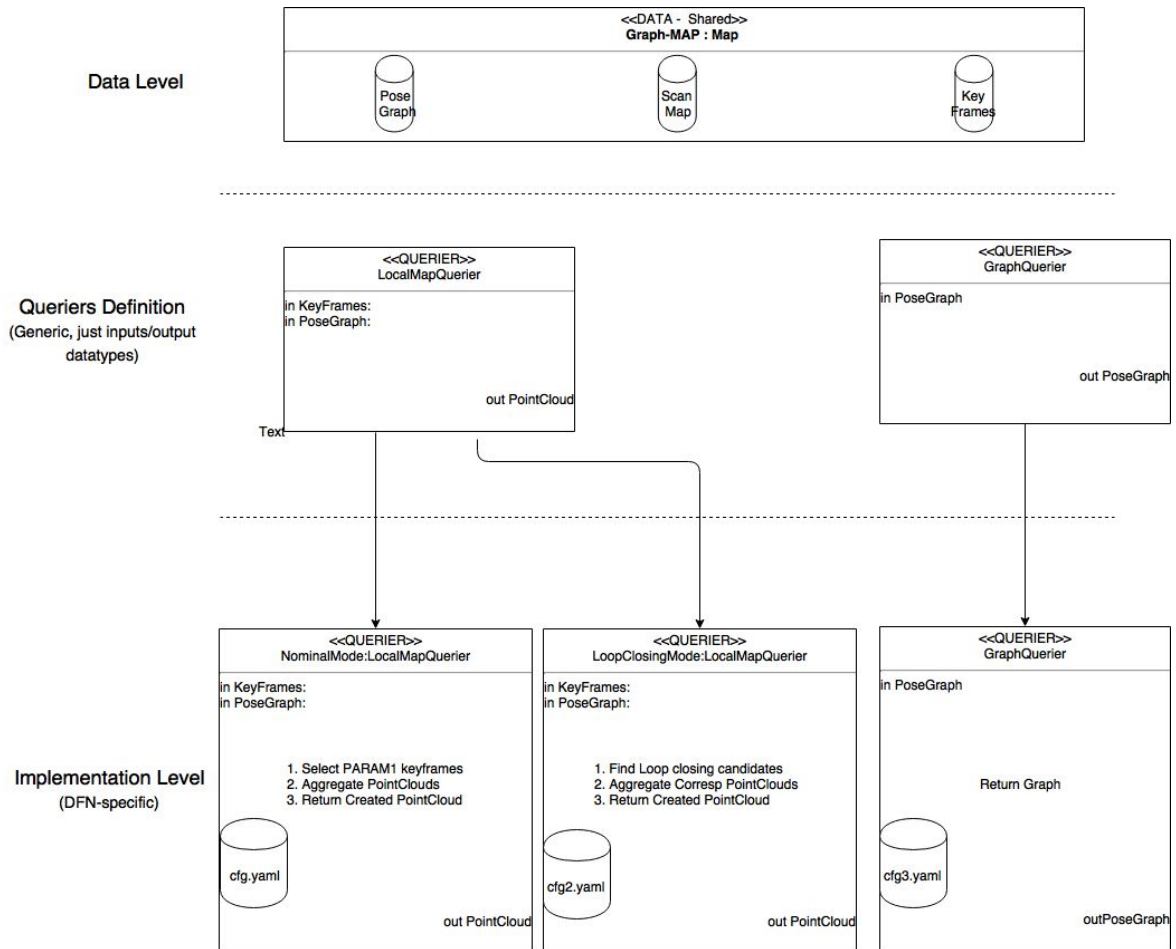 <<DATA - Shared>>
Graph-MAP : Map
Data Level
Pose
Graph
Scan
Map
Key
Frames
Queriers Definition
(Generic, just inputs/output
datatypes)
<<QUERIER>>
LocalMapQuerier
in KeyFrames:
in PoseGraph:
out PointCloud
Text
<<QUERIER>>
GraphQuerier
in PoseGraph
out PoseGraph
Implementation Level
(DFN-specific)
<<QUERIER>>
NominalMode:LocalMapQuerier
in KeyFrames:
in PoseGraph:
1. Select PARAM1 keyframes
2. Aggregate PointClouds
3. Return Created PointCloud
cfg.yaml
out PointCloud
<<QUERIER>>
LoopClosingMode:LocalMapQuerier
in KeyFrames:
in PoseGraph:
1. Find Loop closing candidates
2. Aggregate Corresp PointClouds
3. Return Created PointCloud
cfg2.yaml
out PointCloud
<<QUERIER>>
GraphQuerier
in PoseGraph
Return Graph
cfg3.yaml
outPoseGraph